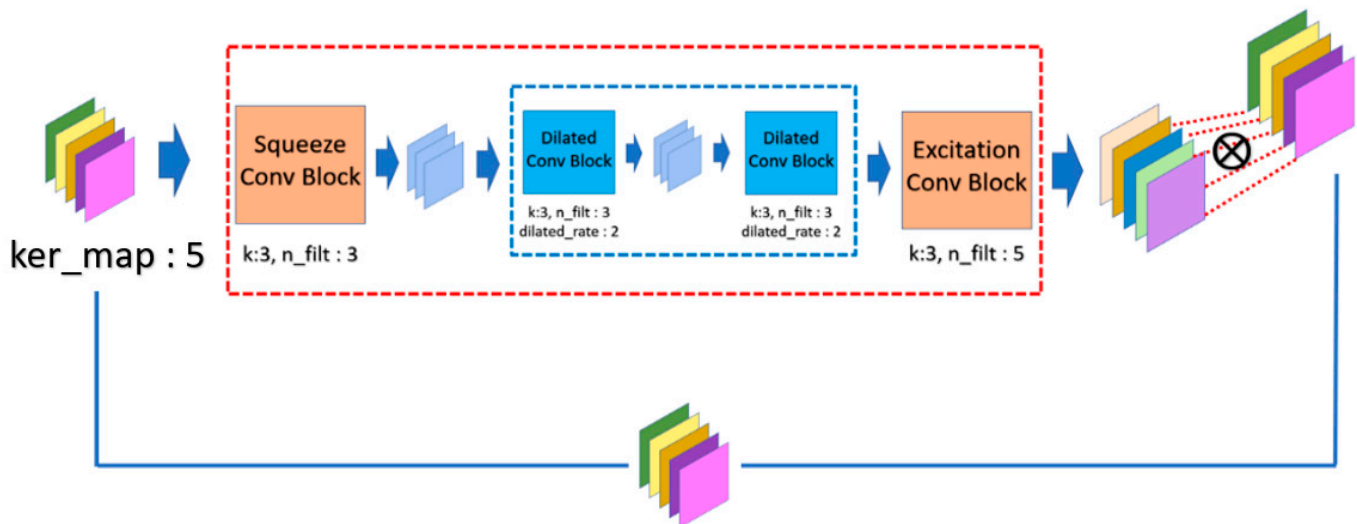 ker_map : 5
Squeeze
Conv Block
k:3, n_filt : 3
Dilated
Conv Block
k:3, n_filt : 3
dilated_rate : 2
Dilated
Conv Block
k:3, n_filt : 3
dilated_rate : 2
Excitation
Conv Block
k:3, n_filt : 5